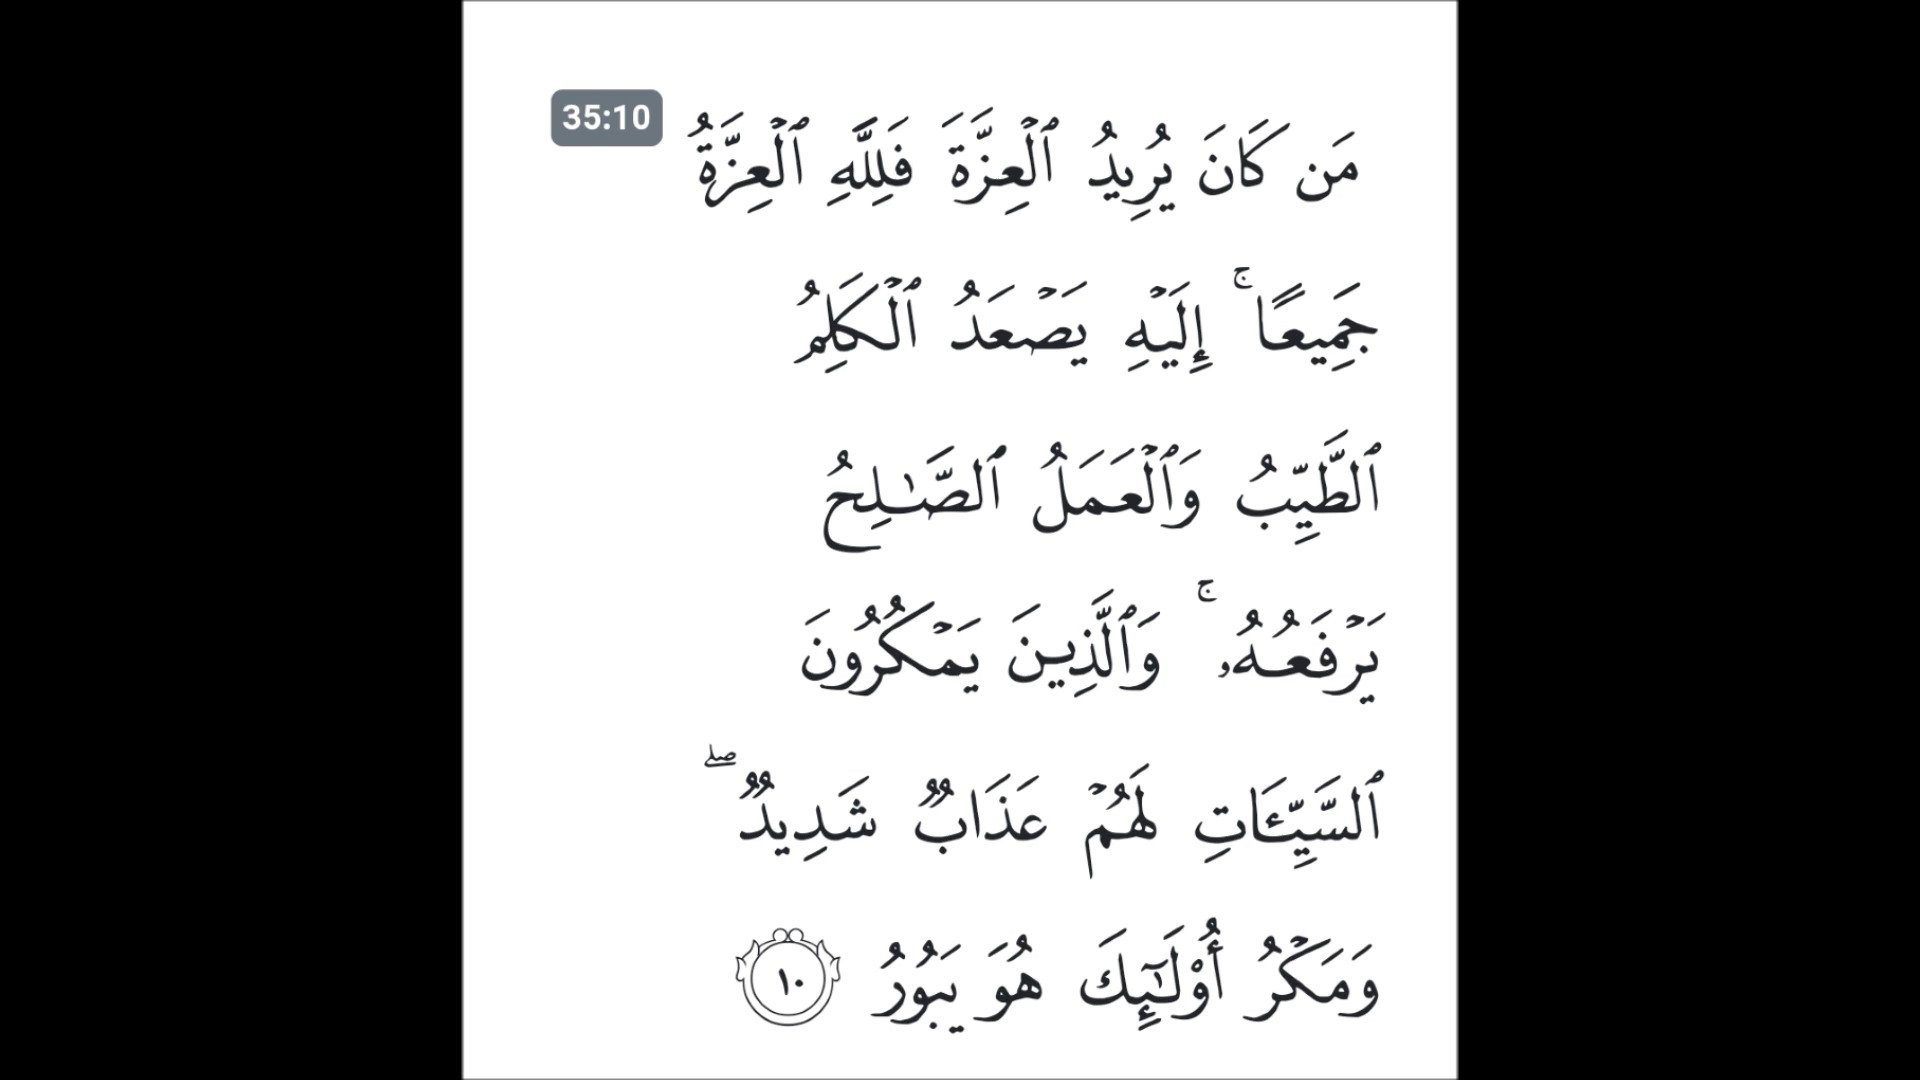 35:10
مَن كَانَ يُرِيدُ ٱلْعِزَّةَ فَلِلَّهِ ٱلْعِزَّةُ
جَمِيعًا ۚ إِلَيْهِ يَصْعَدُ ٱلْكَلِمُ
ٱلطَّيِّبُ وَٱلْعَمَلُ ٱلصَّـٰلِحُ
يَرْفَعُهُۥ ۚ وَٱلَّذِينَ يَمْكُرُونَ
ٱلسَّيِّـَٔاتِ لَهُمْ عَذَابٌ شَدِيدٌ ۖ
وَمَكْرُ أُو۟لَـٰٓئِكَ هُوَ يَبُورُ ١٠